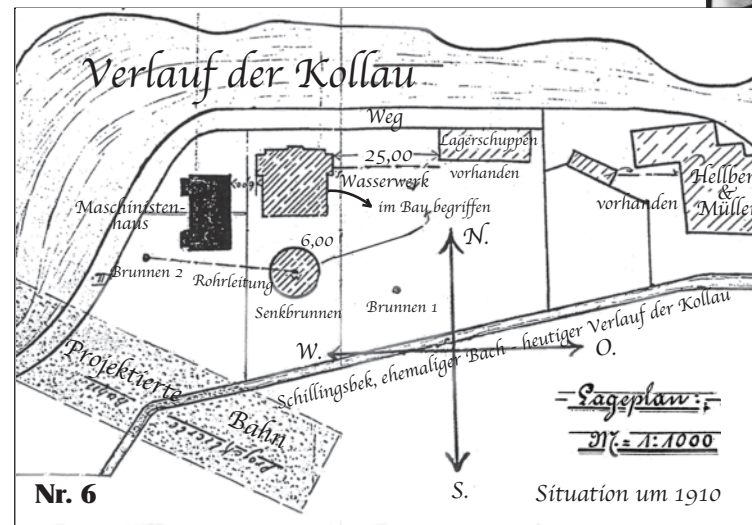 Verlauf der Kollau
Weg
Lagerschuppen
vorhanden
25,00
Wasserwerk
im Bau begriffen
Hellber
& Müller
vorhanden
Maschinisten-
haus
6,00
N.
Brunnen 2
Rohrleitung
Senkbrunnen
Brunnen 1
W.
O.
Schillingsbek, ehemaliger Bach - heutiger Verlauf der Kollau
Projektierte
Bahn
Lageplan:
M. = 1:1000
Nr. 6
S.
Situation um 1910